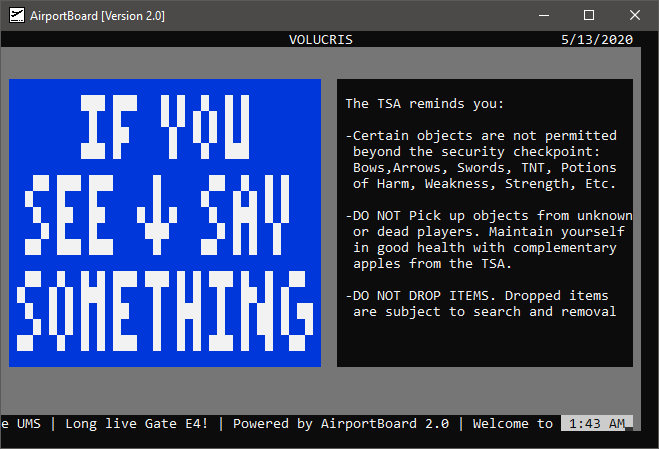 AirportBoard [Version 2.0]
VOLUCRIS 5/13/2020
IF YOU
SEE ↓ SAY
SOMETHING
The TSA reminds you:
-Certain objects are not permitted
beyond the security checkpoint:
Bows,Arrows, Swords, TNT, Potions
of Harm, Weakness, Strength, Etc.
-DO NOT Pick up objects from unknown
or dead players. Maintain yourself
in good health with complementary
apples from the TSA.
-DO NOT DROP ITEMS. Dropped items
are subject to search and removal
e UMS | Long live Gate E4! | Powered by AirportBoard 2.0 | Welcome to 1:43 AM